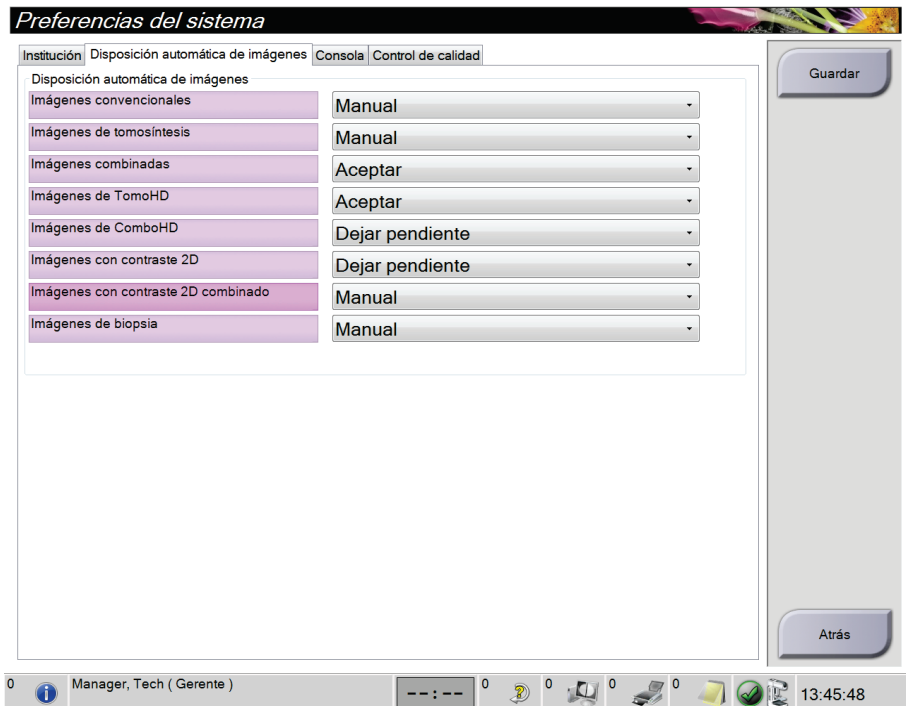 Preferencias del sistema
Institución Disposición automática de imágenes Consola Control de calidad
Guardar
Disposición automática de imágenes
Imágenes convencionales Manual
Imágenes de tomosíntesis Manual
Imágenes combinadas Aceptar
Imágenes de TomoHD Aceptar
Imágenes de ComboHD Dejar pendiente
Imágenes con contraste 2D Dejar pendiente
Imágenes con contraste 2D combinado Manual
Imágenes de biopsia Manual
Atrás
0 Manager, Tech ( Gerente ) --:-- 0 0 0 0 13:45:48